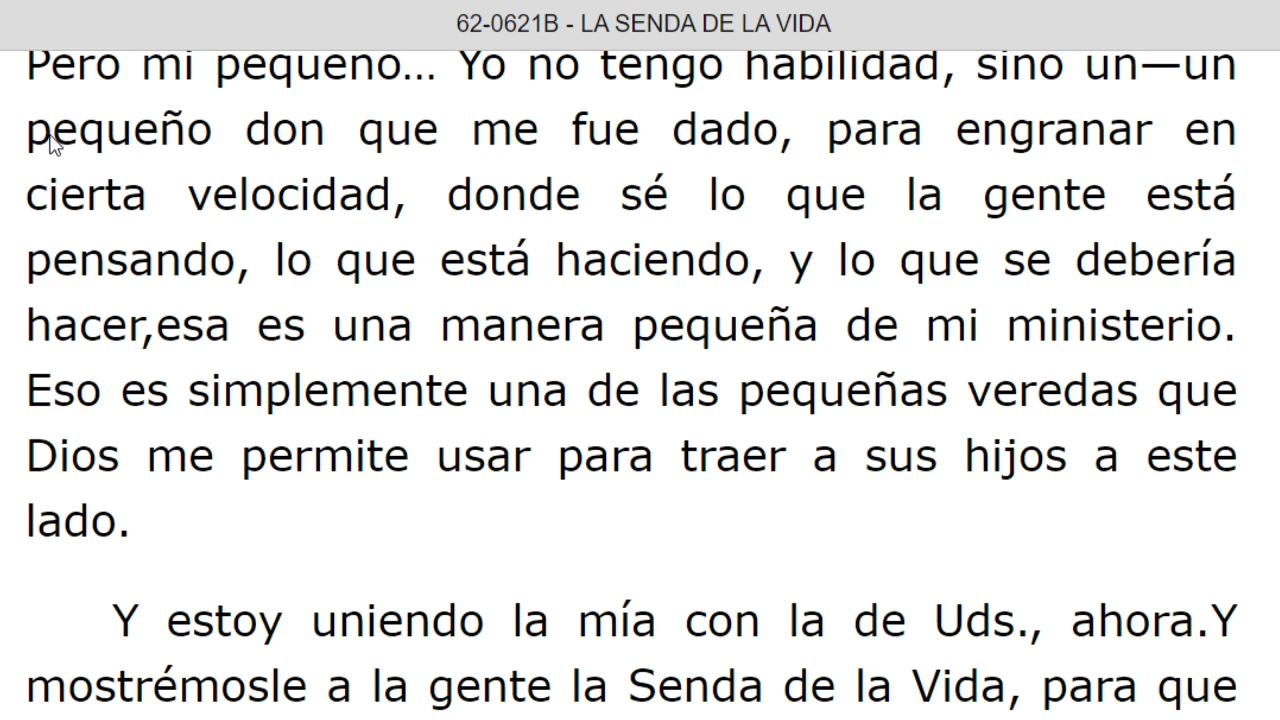 62-0621B - LA SENDA DE LA VIDA
Pero mi pequeño... Yo no tengo habilidad, sino un—un
pequeño don que me fue dado, para engranar en
cierta velocidad, donde sé lo que la gente está
pensando, lo que está haciendo, y lo que se debería
hacer,esa es una manera pequeña de mi ministerio.
Eso es simplemente una de las pequeñas veredas que
Dios me permite usar para traer a sus hijos a este
lado.
Y estoy uniendo la mía con la de Uds., ahora.Y
mostrémosle a la gente la Senda de la Vida, para que